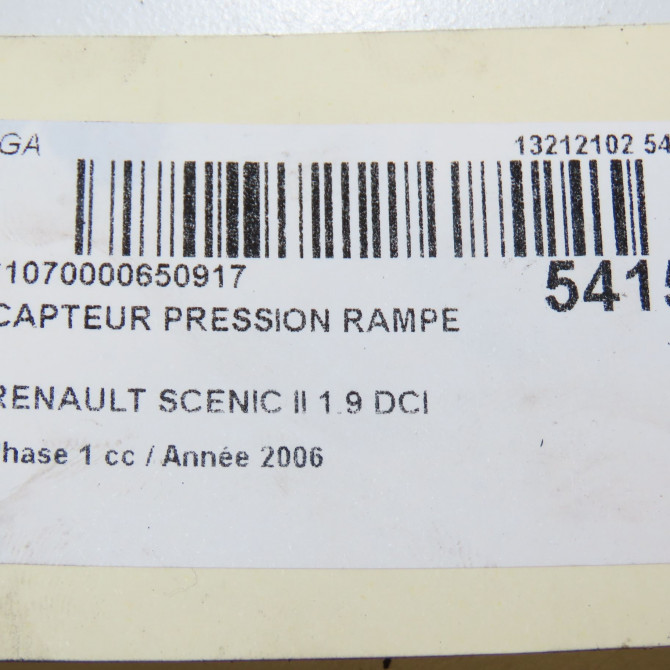 GA 13212102 54
1070000650917 5415
CAPTEUR PRESSION RAMPE
RENAULT SCENIC II 1.9 DCI
hase 1 cc / Année 2006